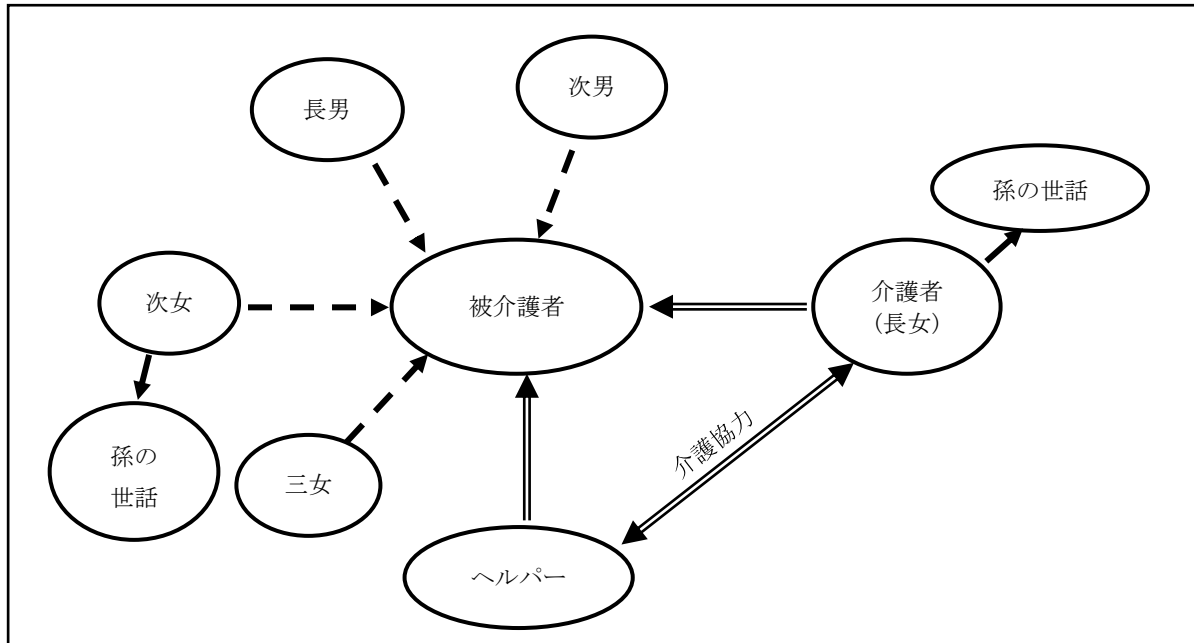 次男
長男
孫の世話
次女
被介護者
介護者
（長女）
孫の
世話
三女
介護協力
ヘルパー